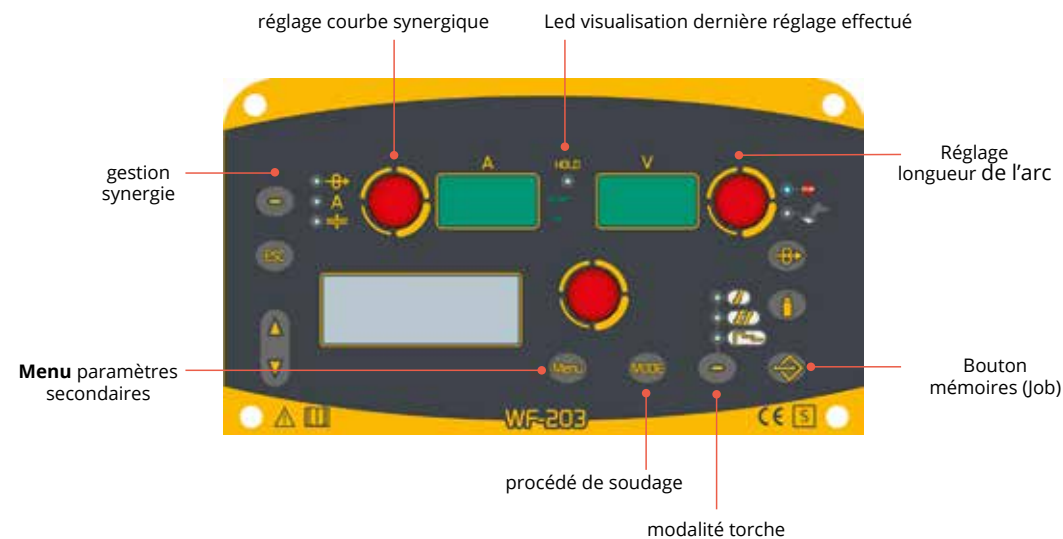 réglage courbe synergique
Led visualisation dernière réglage effectué
gestion
synergie
Réglage
longueur de l'arc
A
HOLD
V
A
ESC
Menu paramètres
secondaires
Menu
MODE
Bouton
mémoires (Job)
WF-203
CE
S
procédé de soudage
modalité torche